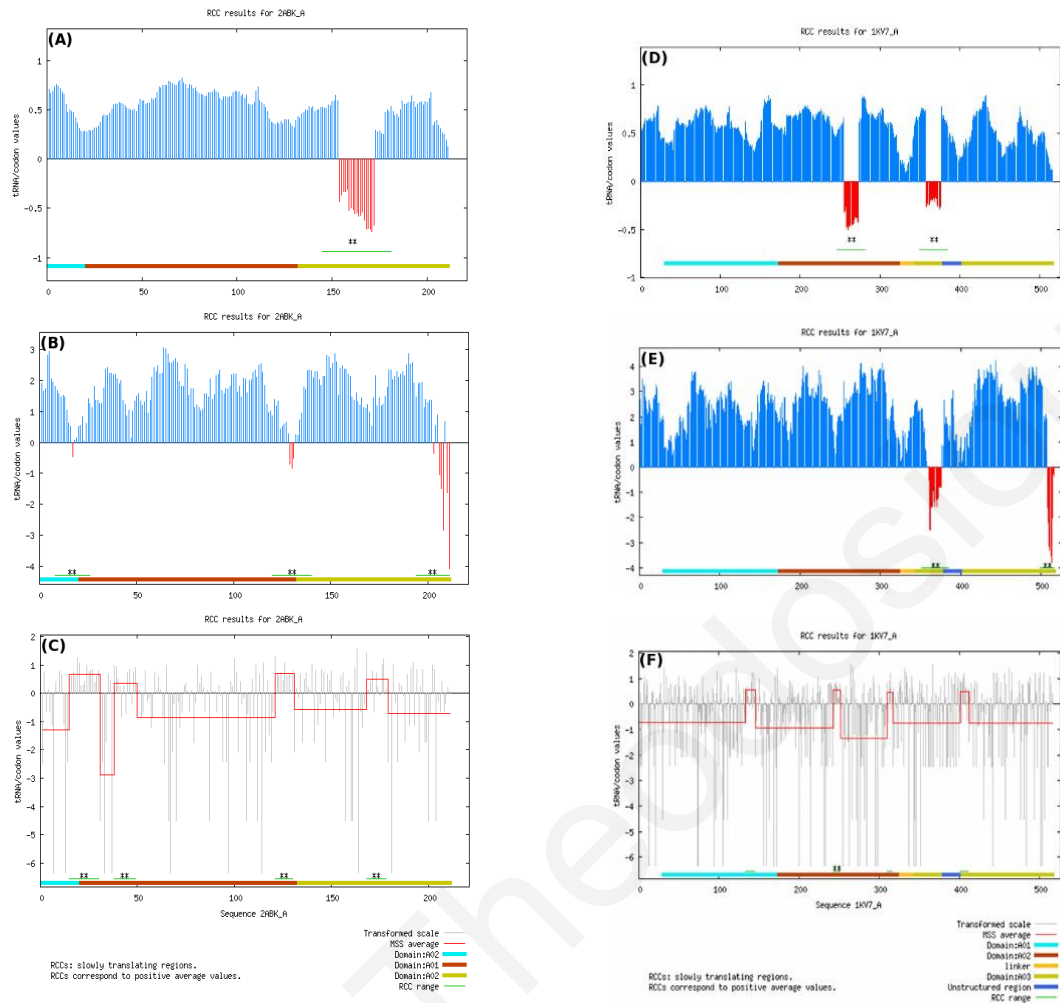 RCC results for 2ABK_A
(A)
tRNA/codon values
1
0.5
0
-0.5
-1
**
0 50 100 150 200
RCC results for 2ABK_A
(B)
tRNA/codon values
3
2
1
0
-1
-2
-3
-4
** ** **
0 50 100 150 200
RCC results for 2ABK_A
(C)
tRNA/codon values
2
1
0
-1
-2
-3
-4
-5
-6
** ** ** **
0 50 100 150 200
Sequence 2ABK_A
Transformed scale
MSS average
Domain:A02
Domain:A01
Domain:A02
RCC range
RCCs: slowly translating regions.
RCCs correspond to positive average values.
RCC results for 1KV7_A
(D)
tRNA/codon values
1
0.5
0
-0.5
-1
** **
0 100 200 300 400 500
RCC results for 1KV7_A
(E)
tRNA/codon values
4
3
2
1
0
-1
-2
-3
-4
** **
0 100 200 300 400 500
RCC results for 1KV7_A
(F)
tRNA/codon values
2
1
0
-1
-2
-3
-4
-5
-6
**
0 100 200 300 400 500
Sequence 1KV7_A
Transformed scale
MSS average
Domain:A01
Domain:A02
linker
Domain:A03
Unstructured region
RCC range
RCCs: slowly translating regions.
RCCs correspond to positive average values.
Theodosiou